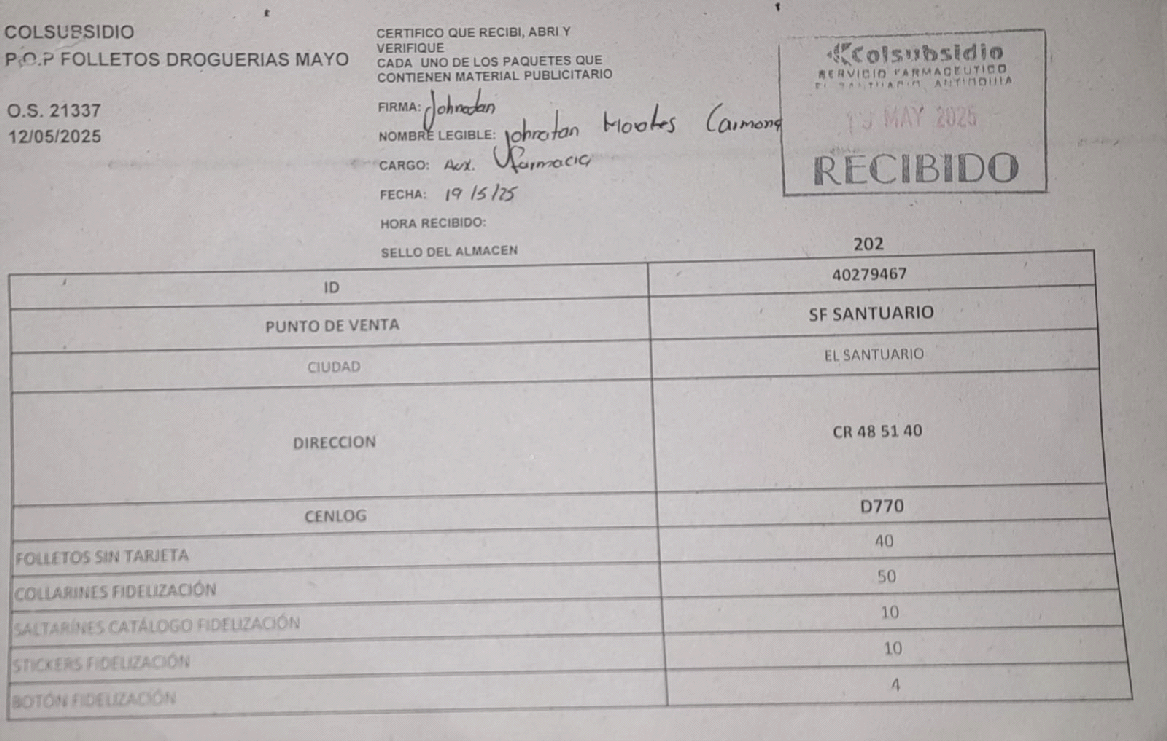 COLSUBSIDIO
P.O.P FOLLETOS DROGUERIAS MAYO
O.S. 21337
12/05/2025
CERTIFICO QUE RECIBI, ABRI Y
VERIFIQUE
CADA UNO DE LOS PAQUETES QUE
CONTIENEN MATERIAL PUBLICITARIO
FIRMA: Johnatan
NOMBRE LEGIBLE: Johnatan Morales Carmona
CARGO: Aux. farmacia
FECHA: 19/5/25
HORA RECIBIDO:
SELLO DEL ALMACEN
Colsubsidio
SERVICIO FARMACEUTICO
EL SANTUARIO, ANTIOQUIA
MAY 2025
RECIBIDO
202
ID 40279467
PUNTO DE VENTA SF SANTUARIO
CIUDAD EL SANTUARIO
DIRECCION CR 48 51 40
CENLOG D770
FOLLETOS SIN TARJETA 40
COLLARINES FIDELIZACIÓN 50
SALTARINES CATÁLOGO FIDELIZACIÓN 10
STICKERS FIDELIZACIÓN 10
BOTÓN FIDELIZACIÓN 4